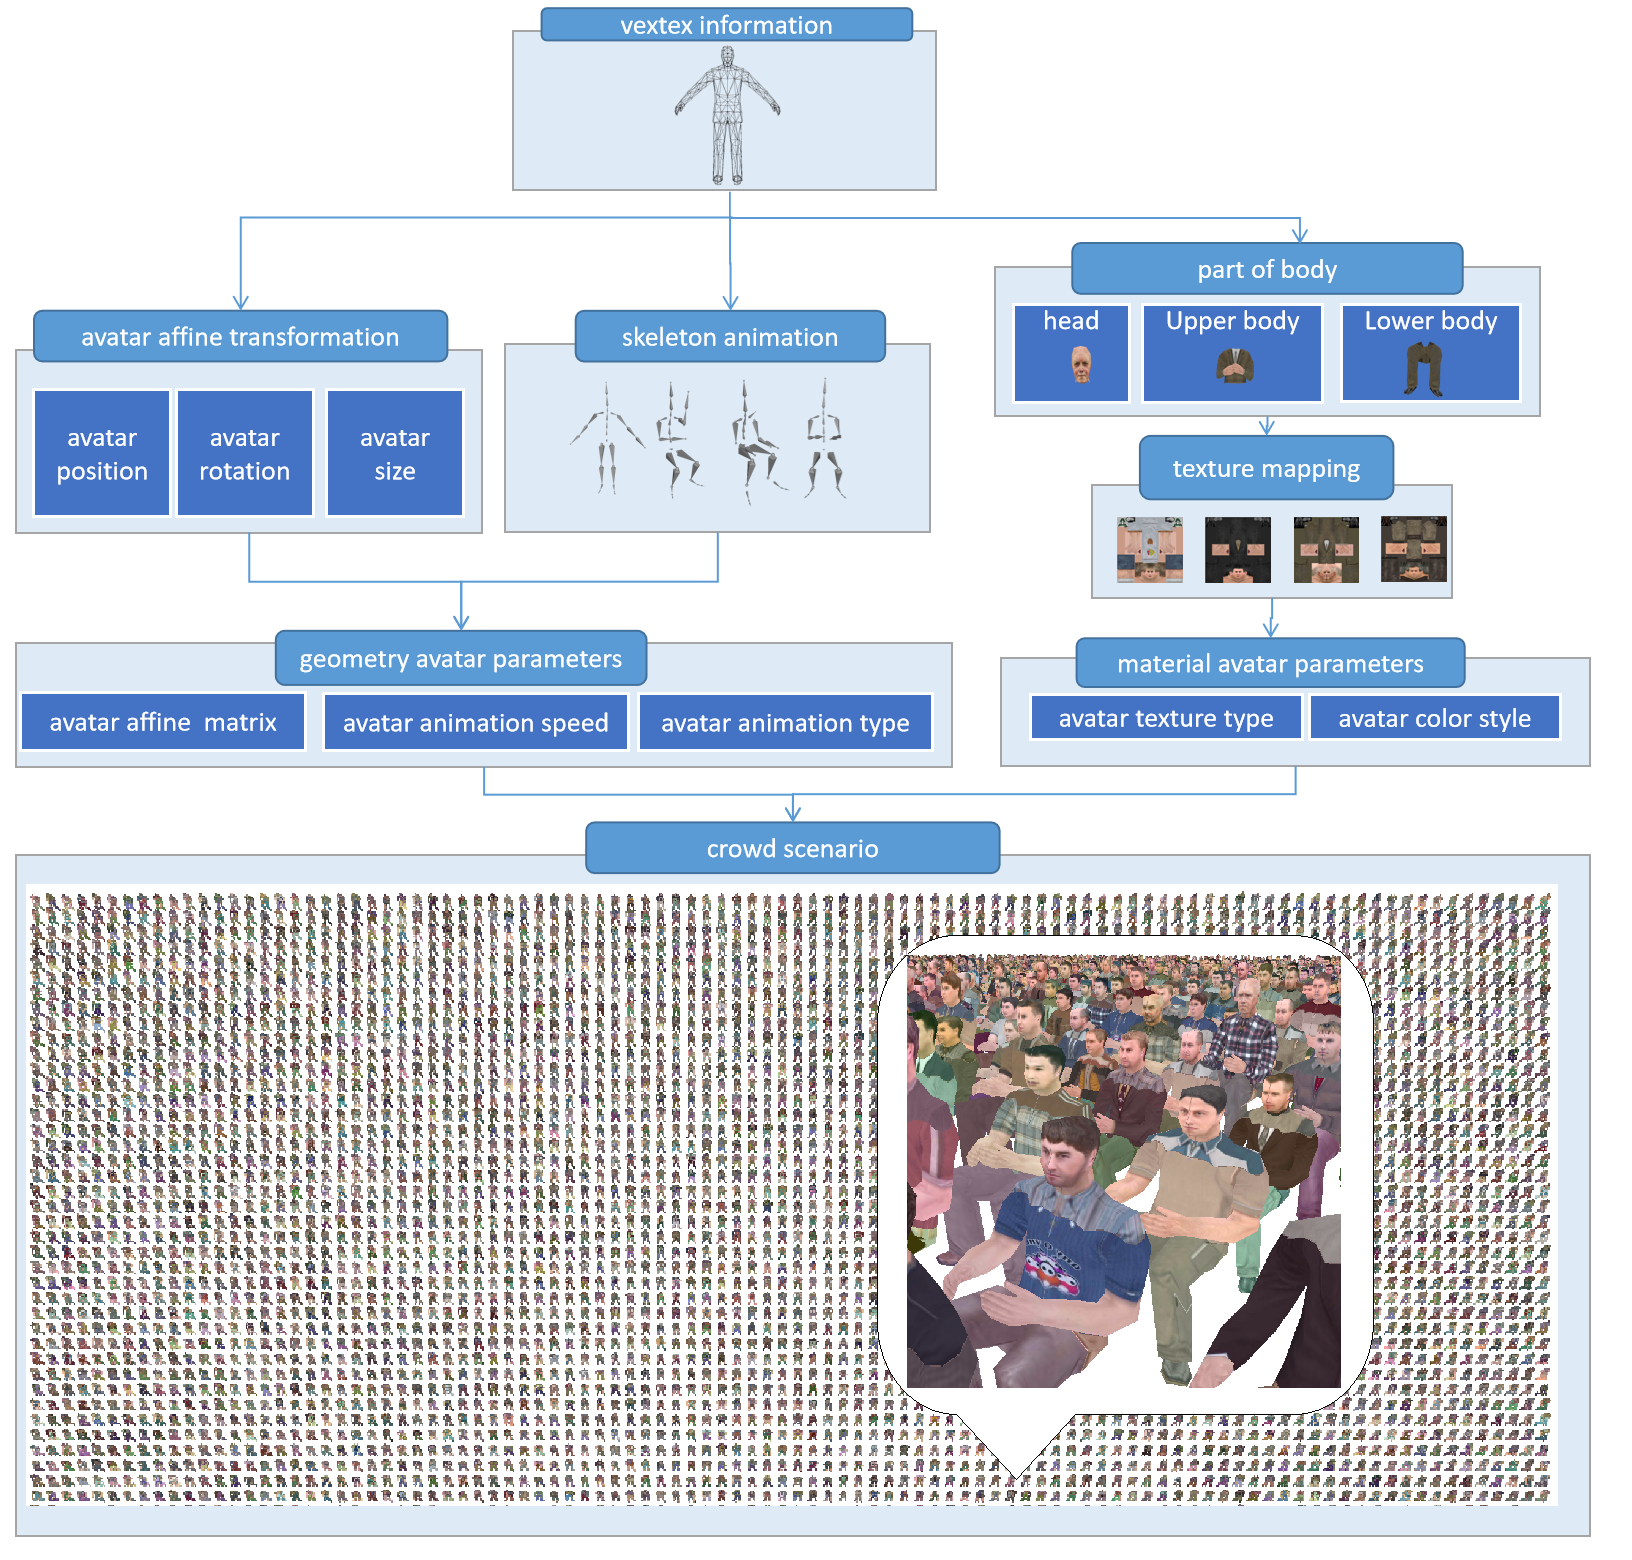 vextex information
part of body
head
Upper body
Lower body
avatar affine transformation
skeleton animation
avatar
position
avatar
rotation
avatar
size
texture mapping
geometry avatar parameters
material avatar parameters
avatar affine matrix
avatar animation speed
avatar animation type
avatar texture type
avatar color style
crowd scenario